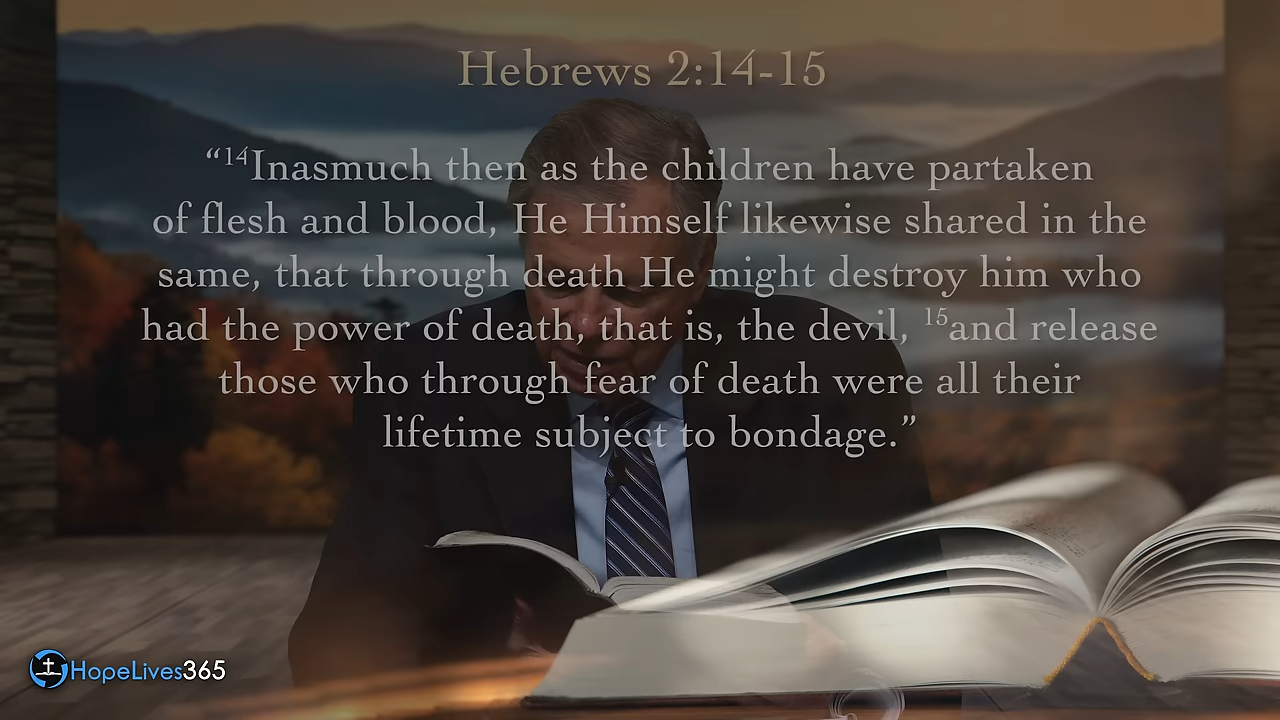 Hebrews 2:14-15
“¹⁴Inasmuch then as the children have partaken
of flesh and blood, He Himself likewise shared in the
same, that through death He might destroy him who
had the power of death, that is, the devil, ¹⁵and release
those who through fear of death were all their
lifetime subject to bondage.”
HopeLives365